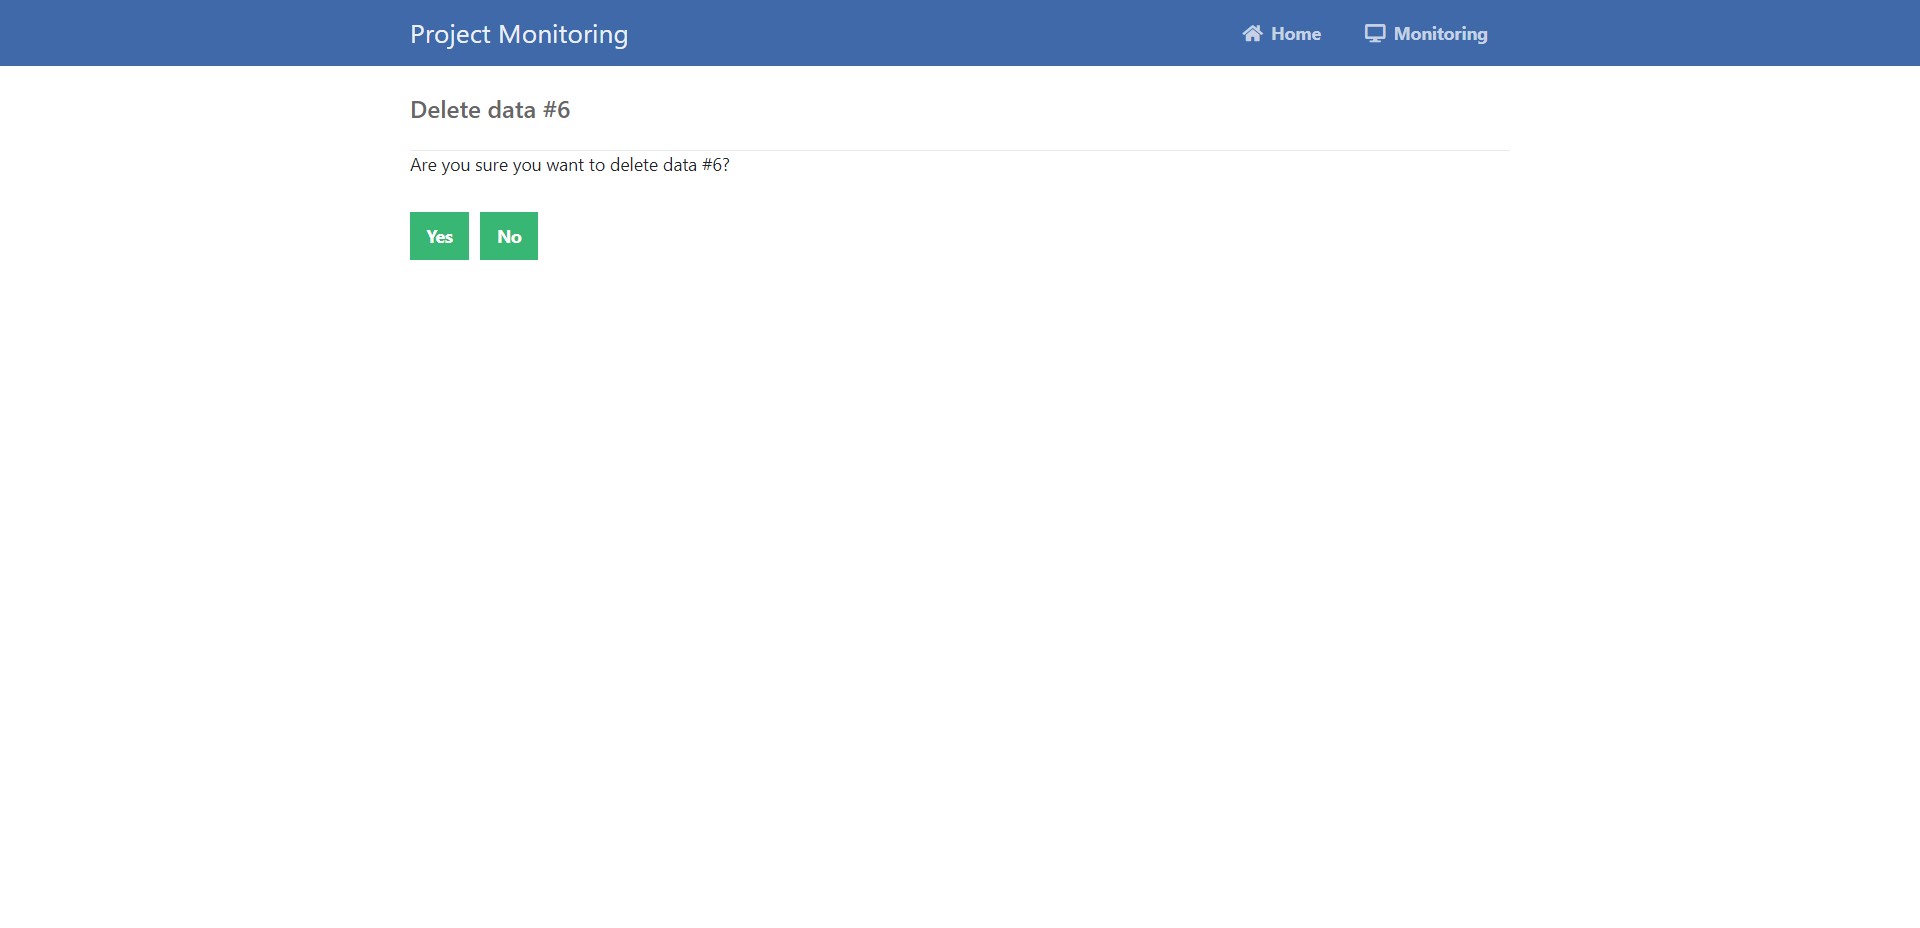 Project Monitoring
Home
Monitoring
Delete data #6
Are you sure you want to delete data #6?
Yes
No